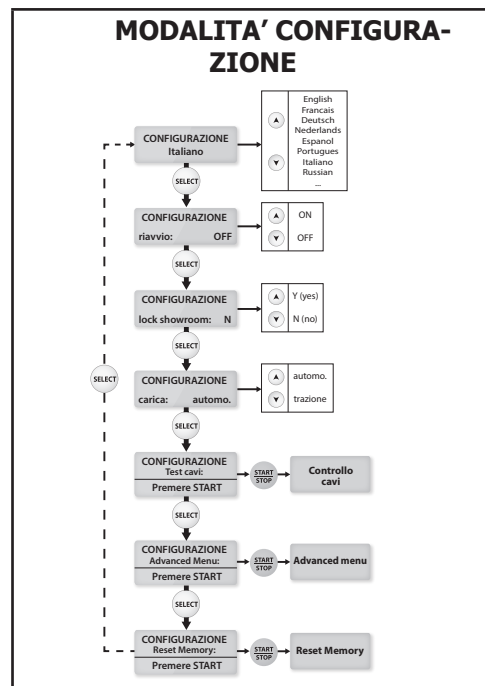 MODALITA’ CONFIGURA-
ZIONE
CONFIGURAZIONE
Italiano
English
Francais
Deutsch
Nederlands
Espanol
Portugues
Italiano
Russian
...
SELECT
CONFIGURAZIONE
riavvio: OFF
ON
OFF
SELECT
CONFIGURAZIONE
lock showroom: N
Y (yes)
N (no)
SELECT
SELECT
CONFIGURAZIONE
carica: automo.
automo.
trazione
SELECT
CONFIGURAZIONE
Test cavi:
Premere START
START
STOP
Controllo
cavi
SELECT
CONFIGURAZIONE
Advanced Menu:
Premere START
START
STOP
Advanced menu
SELECT
CONFIGURAZIONE
Reset Memory:
Premere START
START
STOP
Reset Memory